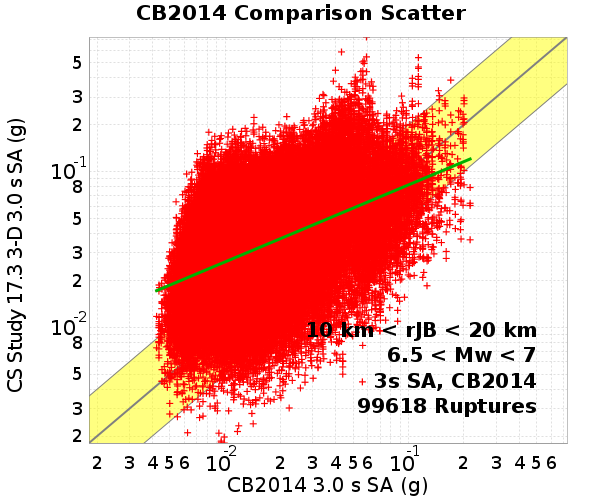 CB2014 Comparison Scatter
CS Study 17.3 3-D 3.0 s SA (g)
5
3
2
10-1
8
5
3
2
10-2
8
5
3
2
10 km < rJB < 20 km
6.5 < Mw < 7
3s SA, CB2014
99618 Ruptures
2 3 4 5 6 10-2 2 3 4 5 6 10-1 2 3 4 5 6
CB2014 3.0 s SA (g)